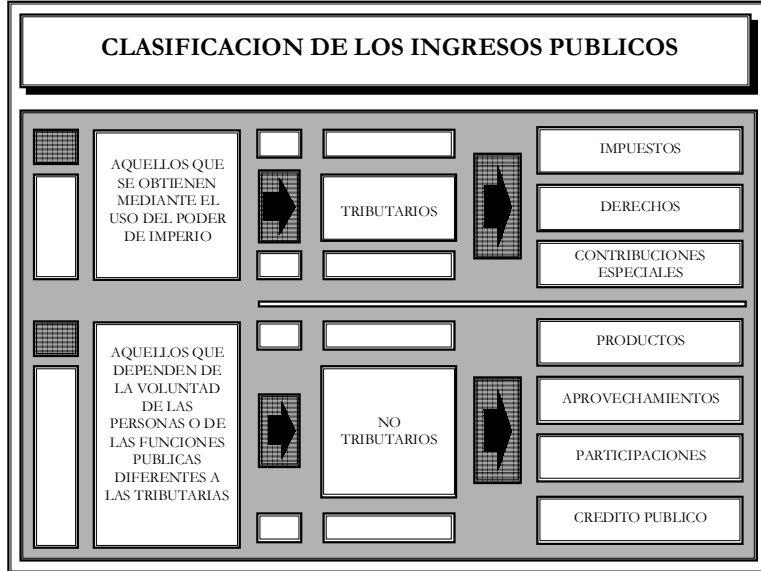 CLASIFICACION DE LOS INGRESOS PUBLICOS
AQUELLOS QUE
SE OBTIENEN
MEDIANTE EL
USO DEL PODER
DE IMPERIO
TRIBUTARIOS
IMPUESTOS
DERECHOS
CONTRIBUCIONES
ESPECIALES
AQUELLOS QUE
DEPENDEN DE
LA VOLUNTAD
DE LAS
PERSONAS O DE
LAS FUNCIONES
PUBLICAS
DIFERENTES A
LAS TRIBUTARIAS
NO
TRIBUTARIOS
PRODUCTOS
APROVECHAMIENTOS
PARTICIPACIONES
CREDITO PUBLICO